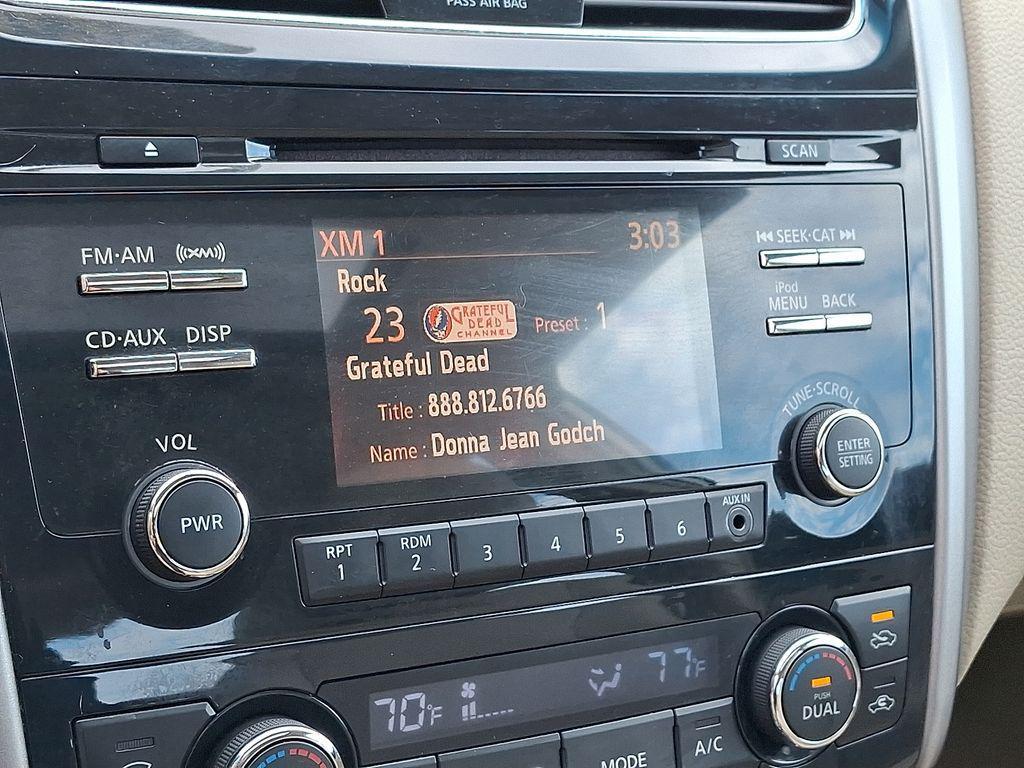 PASS AIR BAG
SCAN
FM·AM ((XM))
SEEK·CAT
XM 1 3:03
Rock
iPod
MENU BACK
23 GRATEFUL DEAD CHANNEL Preset : 1
CD·AUX DISP
Grateful Dead
Title : 888.812.6766
Name : Donna Jean Godch
TUNE·SCROLL
ENTER
SETTING
VOL
PWR
RPT 1
RDM 2
3
4
5
6
AUX IN
70°F 77°F
PUSH
DUAL
MODE
A/C